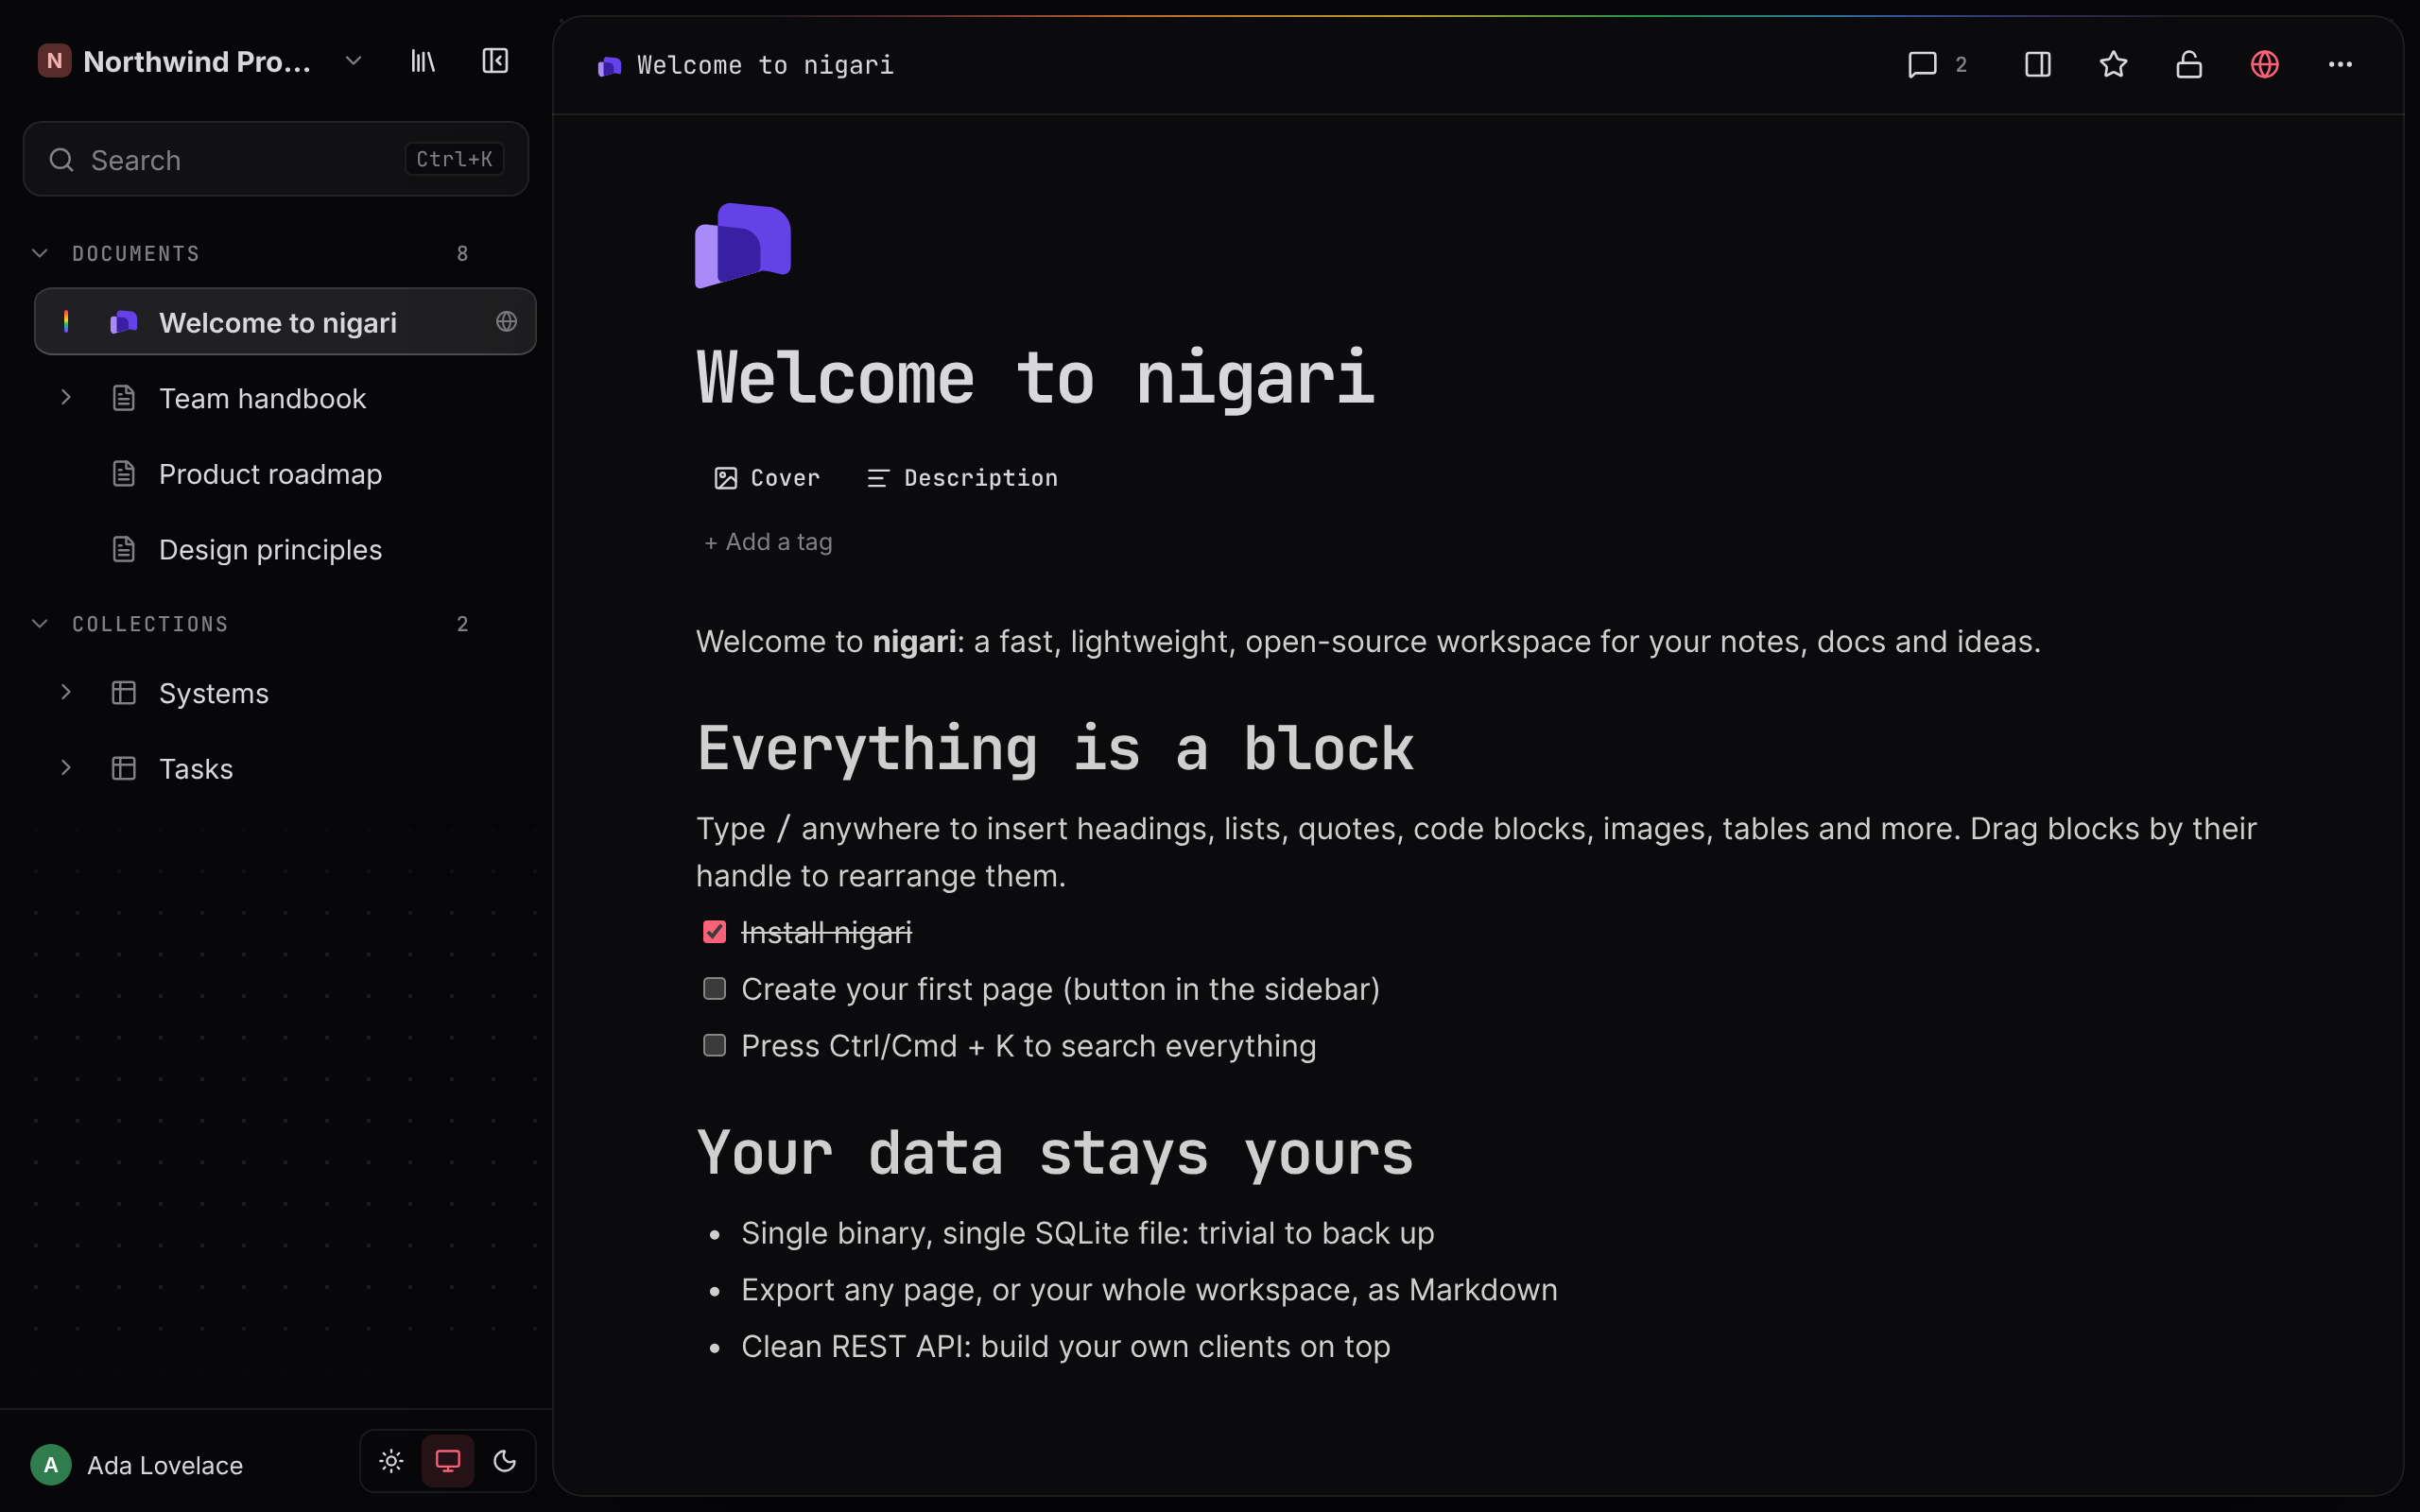 N Northwind Pro...
Search Ctrl+K
DOCUMENTS 8
Welcome to nigari
Team handbook
Product roadmap
Design principles
COLLECTIONS 2
Systems
Tasks
A Ada Lovelace
Welcome to nigari 2
Welcome to nigari
Cover Description
+ Add a tag
Welcome to nigari: a fast, lightweight, open-source workspace for your notes, docs and ideas.
Everything is a block
Type / anywhere to insert headings, lists, quotes, code blocks, images, tables and more. Drag blocks by their
handle to rearrange them.
Install nigari
Create your first page (button in the sidebar)
Press Ctrl/Cmd + K to search everything
Your data stays yours
• Single binary, single SQLite file: trivial to back up
• Export any page, or your whole workspace, as Markdown
• Clean REST API: build your own clients on top